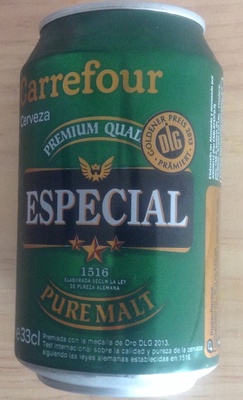 Carrefour
Cerveza
PREMIUM QUAL
GOLDENER PREIS 2013
DLG
PRÄMIERT
ESPECIAL
1516
ELABORADA SEGÚN LA LEY
DE PUREZA ALEMANA
PURE MALT
e33cl
Premiada con la medalla de Oro DLG 2013.
Test internacional sobre la calidad y pureza de la cerveza
siguiendo las leyes alemanas establecidas en 1516.